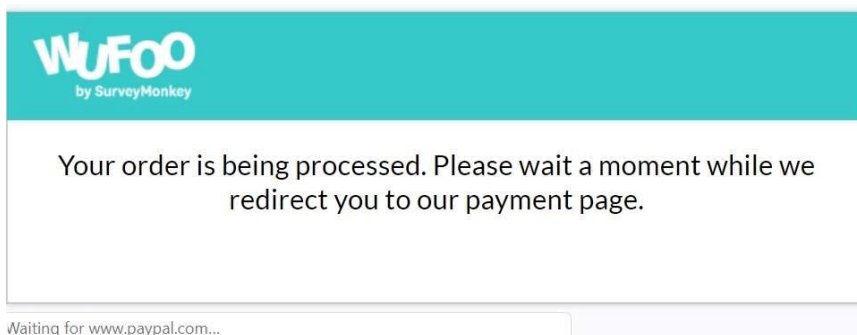 WUFOO
by SurveyMonkey
Your order is being processed. Please wait a moment while we
redirect you to our payment page.
Waiting for www.paypal.com...